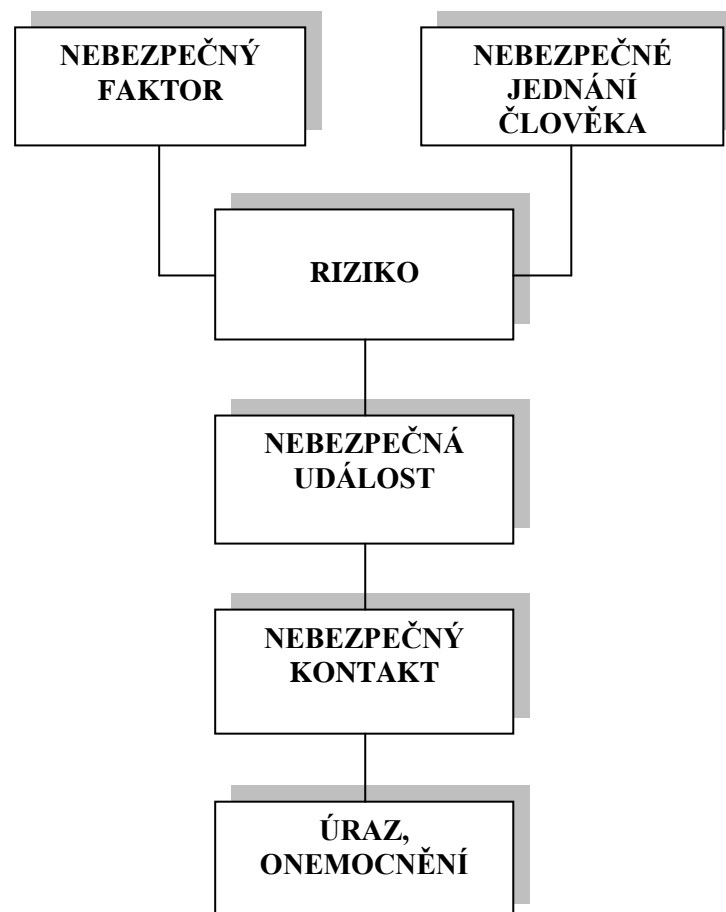 NEBEZPEČNÝ
FAKTOR
NEBEZPEČNÉ
JEDNÁNÍ
ČLOVĚKA
RIZIKO
NEBEZPEČNÁ
UDÁLOST
NEBEZPEČNÝ
KONTAKT
ÚRAZ,
ONEMOCNĚNÍ